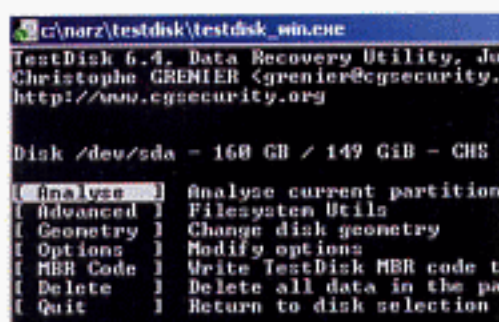 c:\narz\testdisk\testdisk_win.exe
TestDisk 6.4, Data Recovery Utility, Ju
Christophe GRENIER <grenier@cgsecurity.
http://www.cgsecurity.org
Disk /dev/sda - 160 GB / 149 GiB - CHS
[ Analyse ] Analyse current partition
[ Advanced ] Filesystem Utils
[ Geometry ] Change disk geometry
[ Options ] Modify options
[ MBR Code ] Write TestDisk MBR code t
[ Delete ] Delete all data in the pa
[ Quit ] Return to disk selection